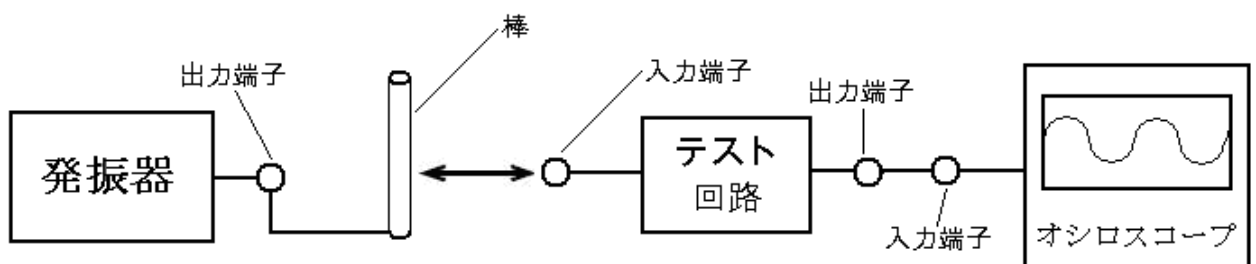 棒
出力端子
入力端子
出力端子
発振器
テスト
回路
入力端子
オシロスコープ